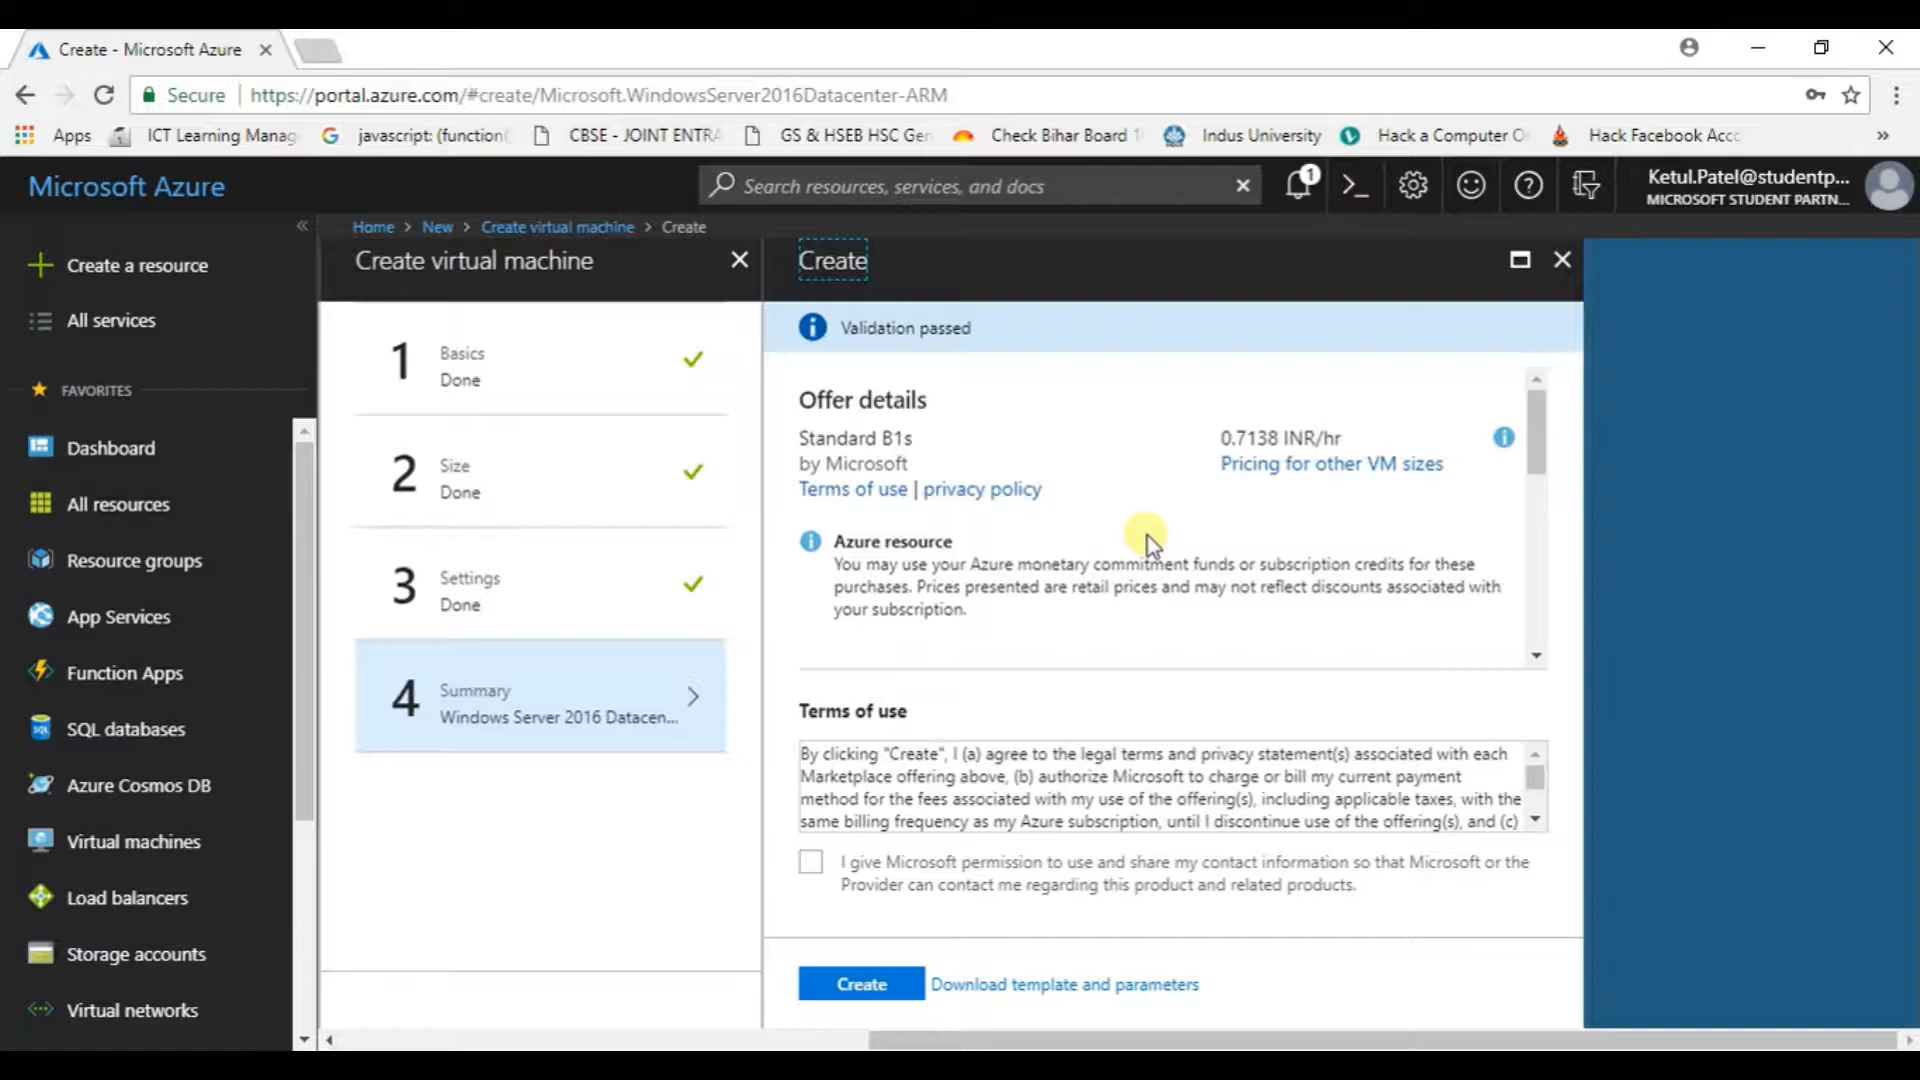 Create - Microsoft Azure
Secure
https://portal.azure.com/#create/Microsoft.WindowsServer2016Datacenter-ARM
Apps
ICT Learning Manag
javascript: (function(
CBSE - JOINT ENTRA
GS & HSEB HSC Gen
Check Bihar Board 1
Indus University
Hack a Computer O
Hack Facebook Acco
»
Microsoft Azure
Search resources, services, and docs
1
Ketul.Patel@studentp...
MICROSOFT STUDENT PARTN...
Home > New > Create virtual machine > Create
Create a resource
All services
FAVORITES
Dashboard
All resources
Resource groups
App Services
Function Apps
SQL databases
Azure Cosmos DB
Virtual machines
Load balancers
Storage accounts
Virtual networks
Create virtual machine
1
Basics
Done
2
Size
Done
3
Settings
Done
4
Summary
Windows Server 2016 Datacen...
Create
Validation passed
Offer details
Standard B1s
by Microsoft
Terms of use | privacy policy
0.7138 INR/hr
Pricing for other VM sizes
Azure resource
You may use your Azure monetary commitment funds or subscription credits for these
purchases. Prices presented are retail prices and may not reflect discounts associated with
your subscription.
Terms of use
By clicking "Create", I (a) agree to the legal terms and privacy statement(s) associated with each
Marketplace offering above, (b) authorize Microsoft to charge or bill my current payment
method for the fees associated with my use of the offering(s), including applicable taxes, with the
same billing frequency as my Azure subscription, until I discontinue use of the offering(s), and (c)
I give Microsoft permission to use and share my contact information so that Microsoft or the
Provider can contact me regarding this product and related products.
Create
Download template and parameters